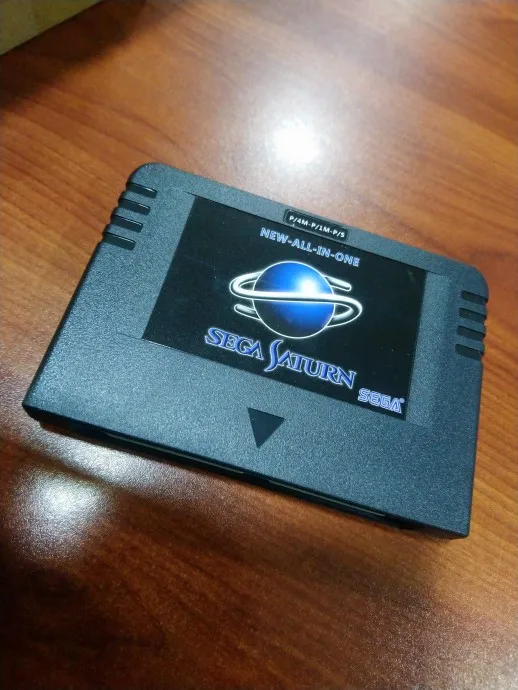 P/4M-P/1M-P/S
NEW-ALL-IN-ONE
SEGA SATURN
SEGA®